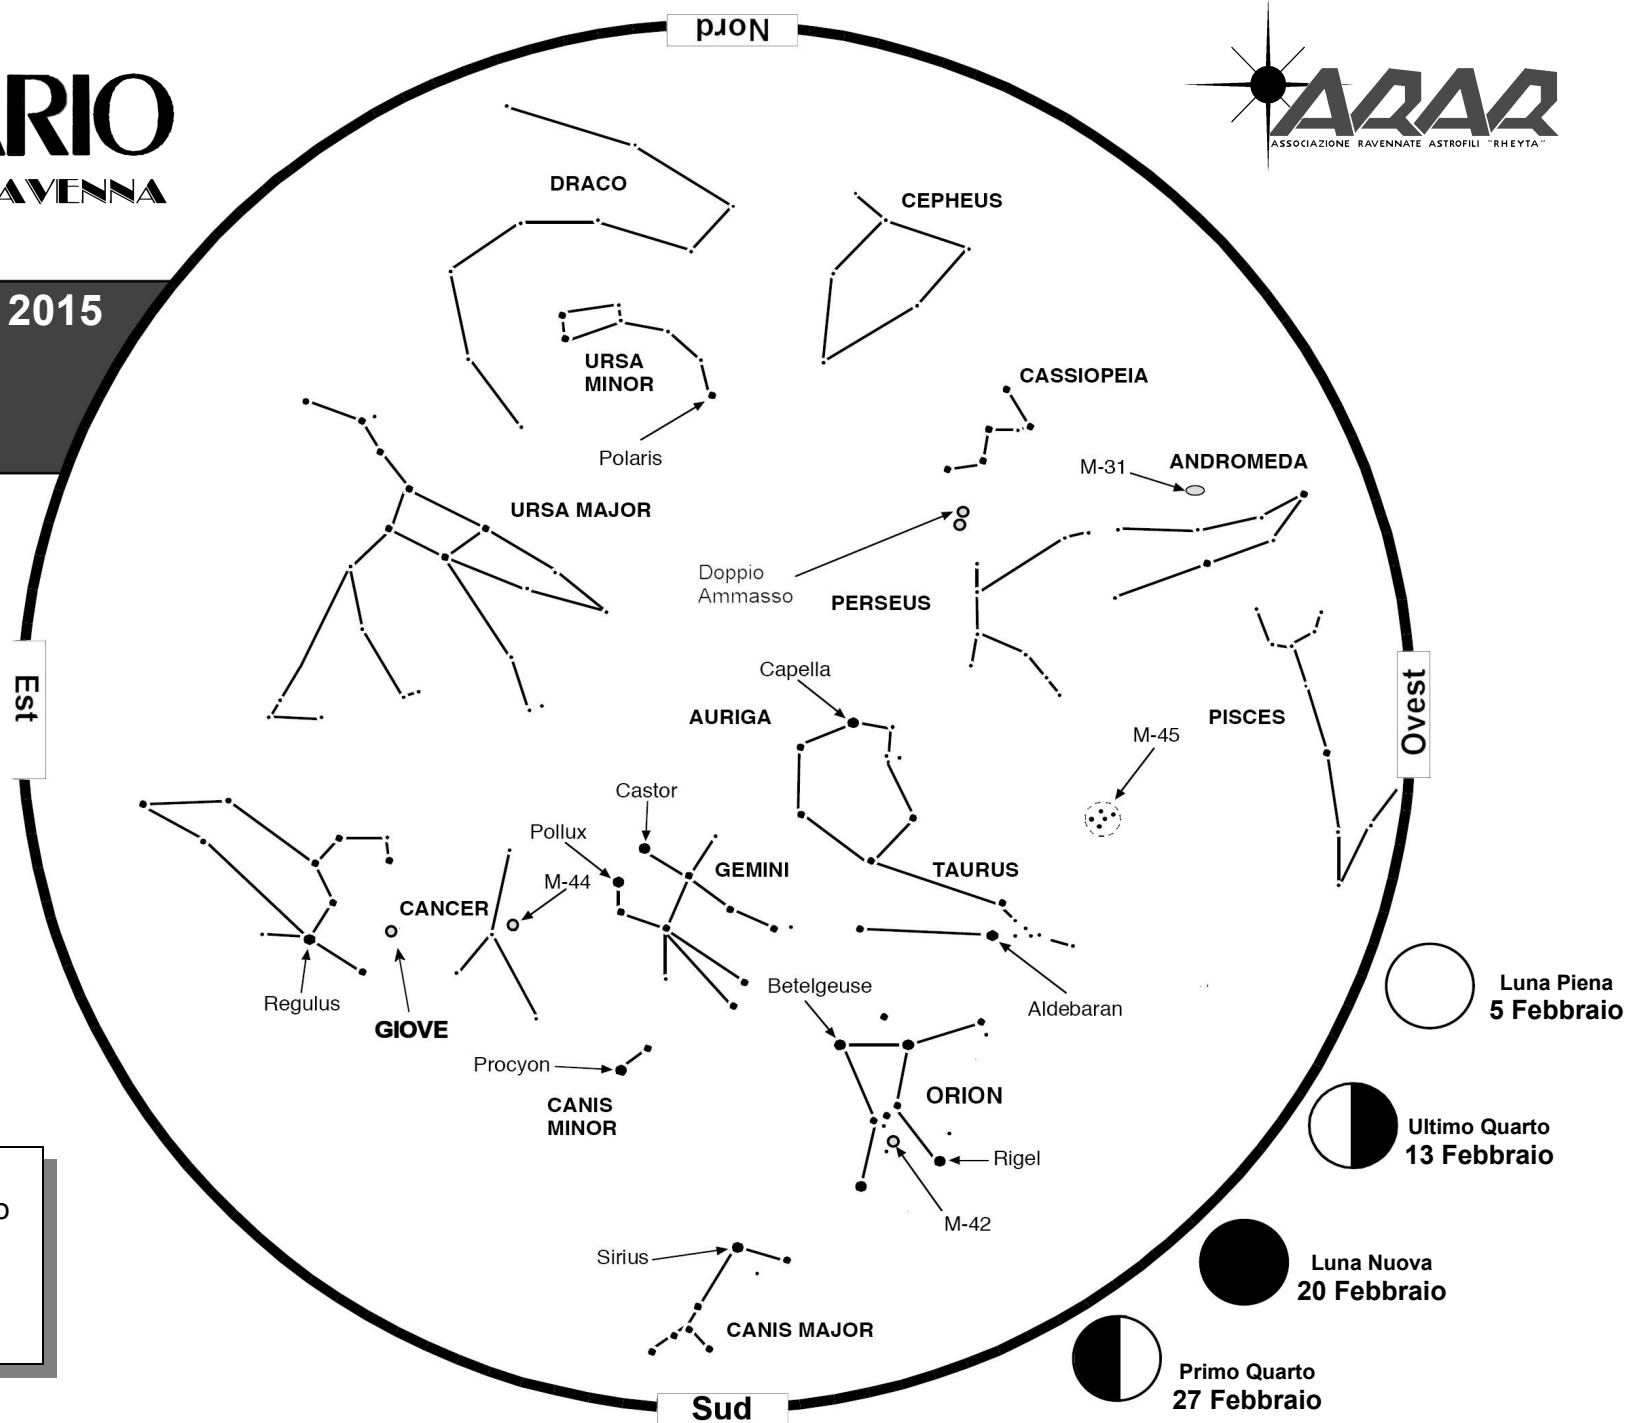 Nord
ARIO
AVENNA
2015
ARAR
ASSOCIAZIONE RAVENNATE ASTROFILI "RHEYTA"
DRACO
CEPHEUS
URSA
MINOR
Polaris
CASSIOPEIA
M-31
ANDROMEDA
URSA MAJOR
Doppio
Ammasso
PERSEUS
Est
Ovest
Capella
AURIGA
PISCES
M-45
Castor
Pollux
M-44
GEMINI
TAURUS
CANCER
Regulus
GIOVE
Betelgeuse
Aldebaran
Procyon
CANIS
MINOR
ORION
Rigel
M-42
Sirius
CANIS MAJOR
Sud
Luna Piena
5 Febbraio
Ultimo Quarto
13 Febbraio
Luna Nuova
20 Febbraio
Primo Quarto
27 Febbraio